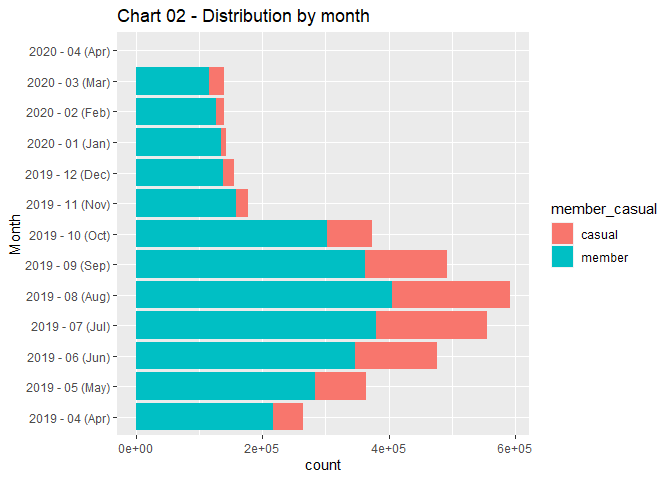 Chart 02 - Distribution by month
Month
2020 - 04 (Apr)
2020 - 03 (Mar)
2020 - 02 (Feb)
2020 - 01 (Jan)
2019 - 12 (Dec)
2019 - 11 (Nov)
2019 - 10 (Oct)
2019 - 09 (Sep)
2019 - 08 (Aug)
2019 - 07 (Jul)
2019 - 06 (Jun)
2019 - 05 (May)
2019 - 04 (Apr)
0e+00 2e+05 4e+05 6e+05
count
member_casual
casual
member